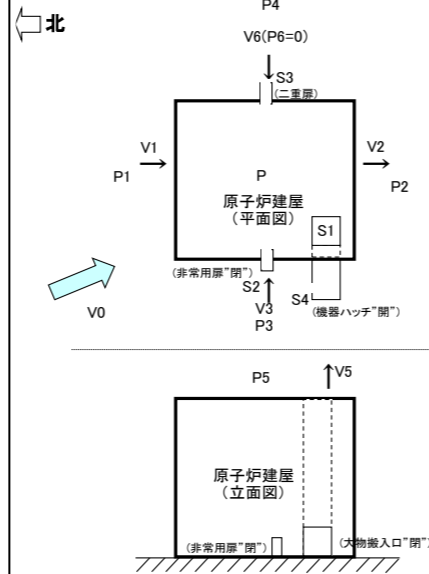 北
P4
V6(P6=0)
S3
(二重扉)
V1
V2
P1
P
P2
原子炉建屋
(平面図)
S1
(非常用扉”閉”)
S2
S4
(機器ハッチ”開”)
V3
P3
V0
P5
V5
原子炉建屋
(立面図)
(非常用扉”閉”)
(大物搬入口”閉”)